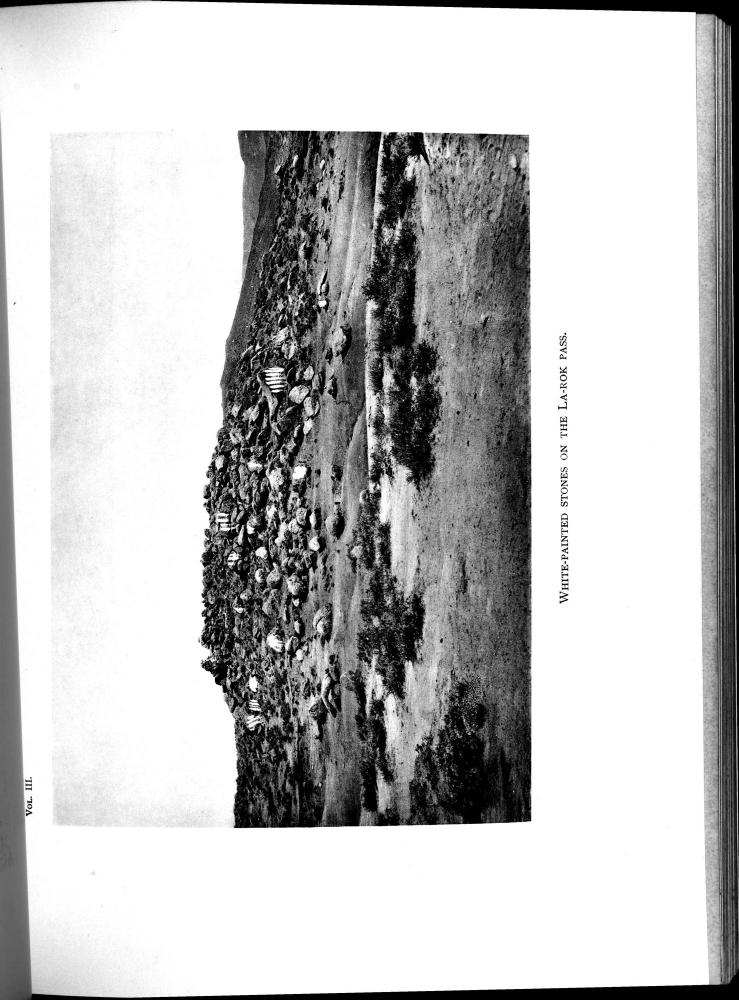 Vol. III.
White-painted stones on the La-rok pass.